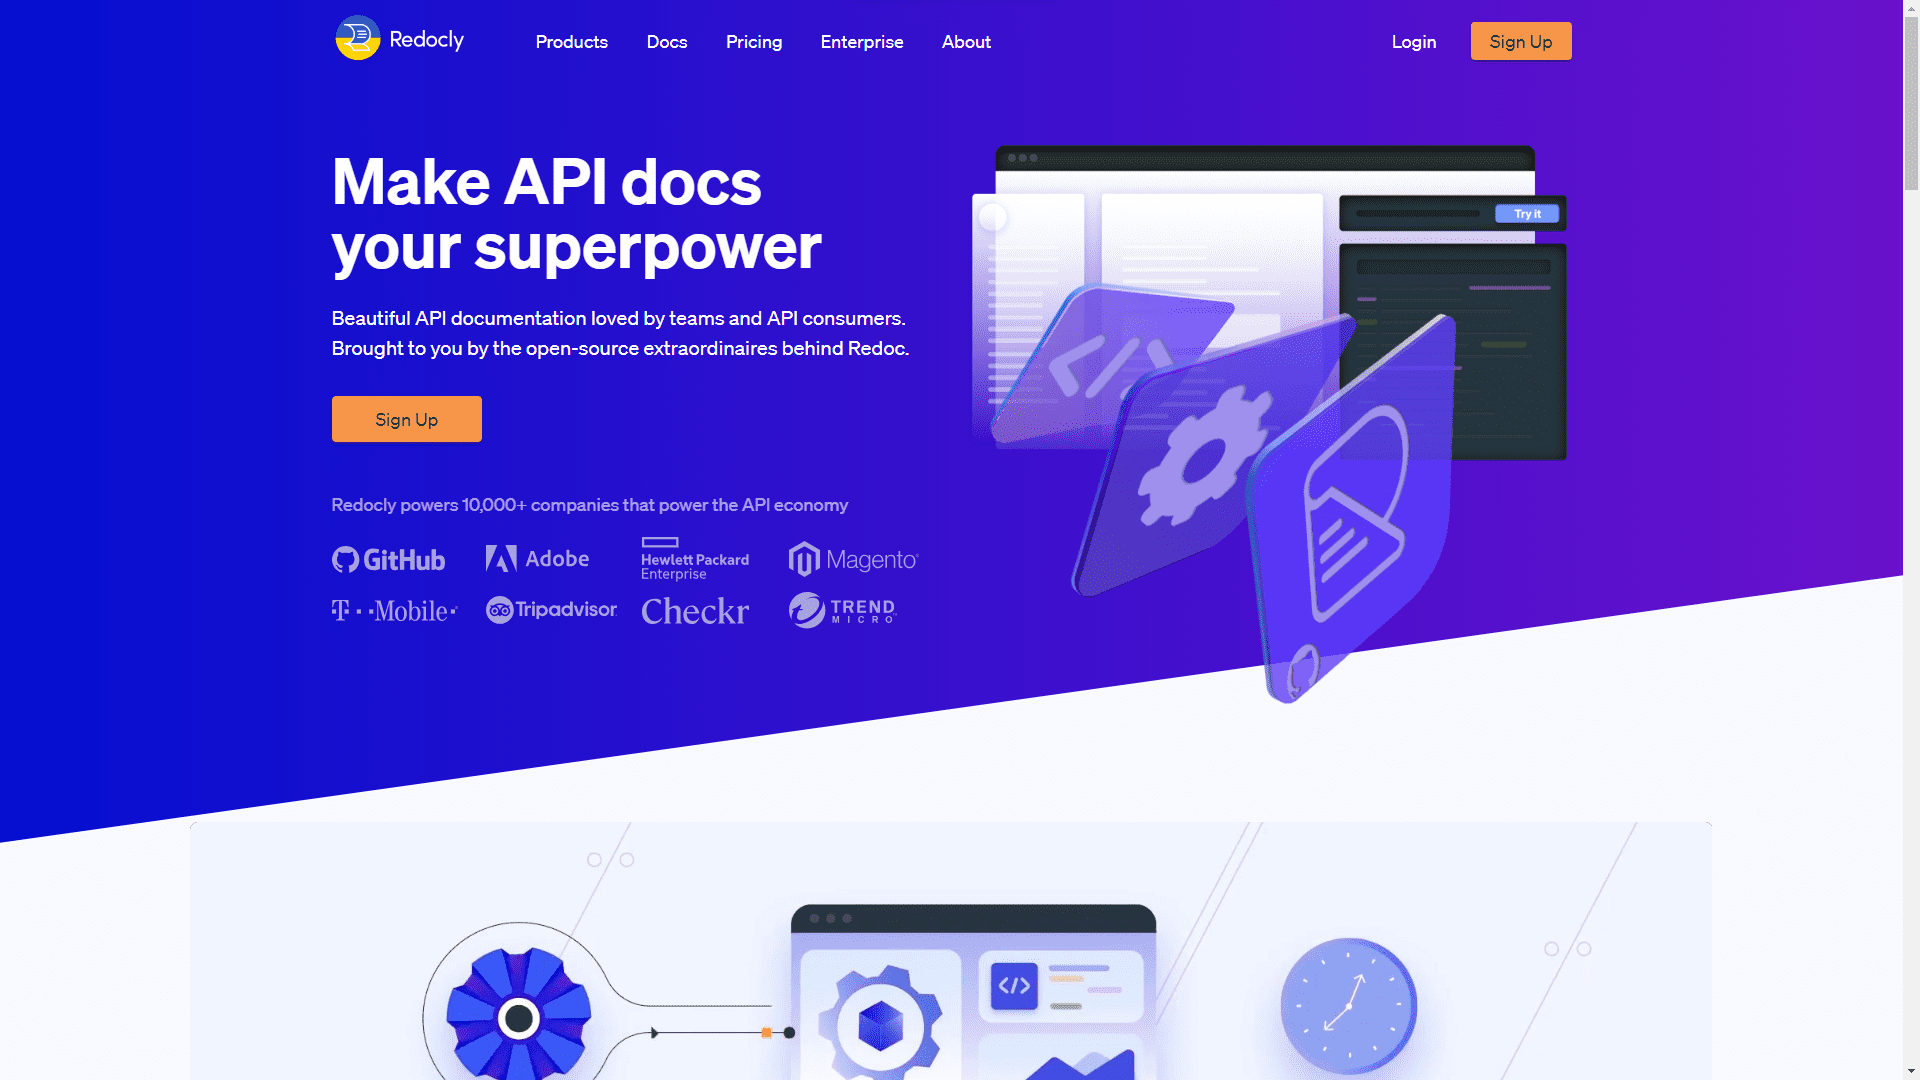 Redocly
Products
Docs
Pricing
Enterprise
About
Login
Sign Up
Make API docs
your superpower
Beautiful API documentation loved by teams and API consumers.
Brought to you by the open-source extraordinaires behind Redoc.
Sign Up
Try it
Redocly powers 10,000+ companies that power the API economy
GitHub
Adobe
Hewlett Packard
Enterprise
Magento®
T··Mobile·
Tripadvisor
Checkr
TREND
MICRO